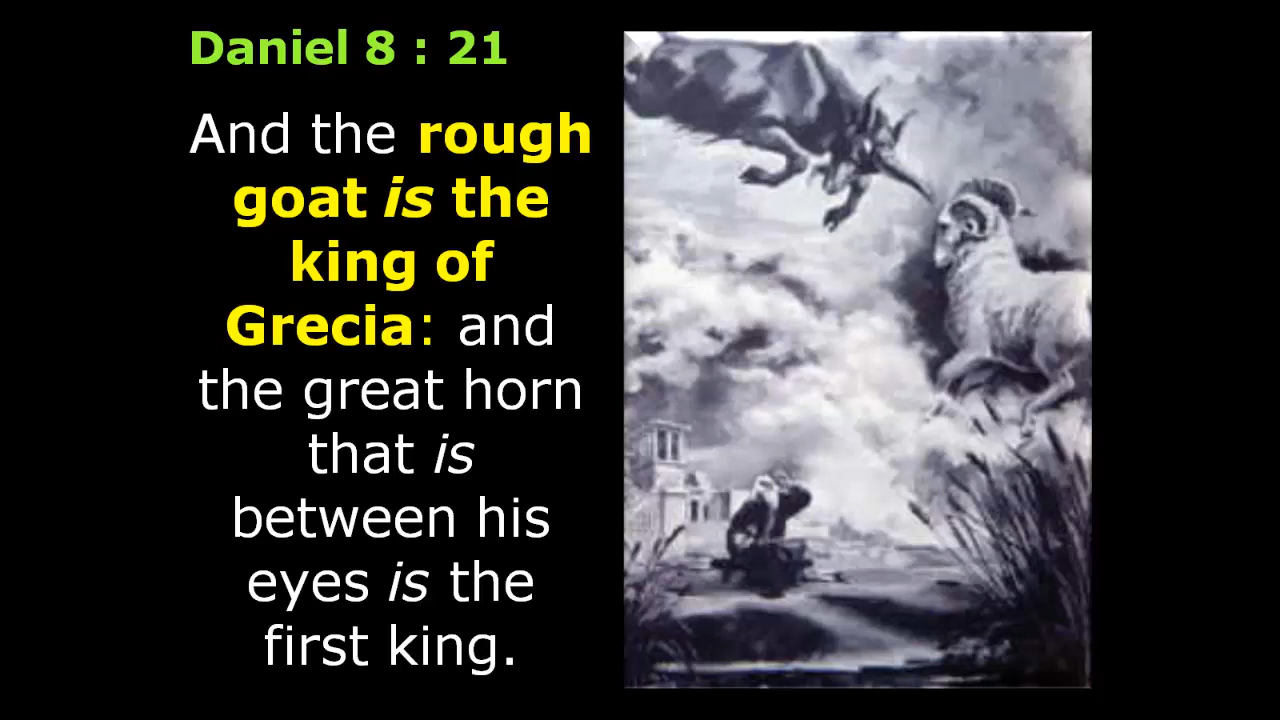 Daniel 8 : 21
And the rough
goat is the
king of
Grecia: and
the great horn
that is
between his
eyes is the
first king.